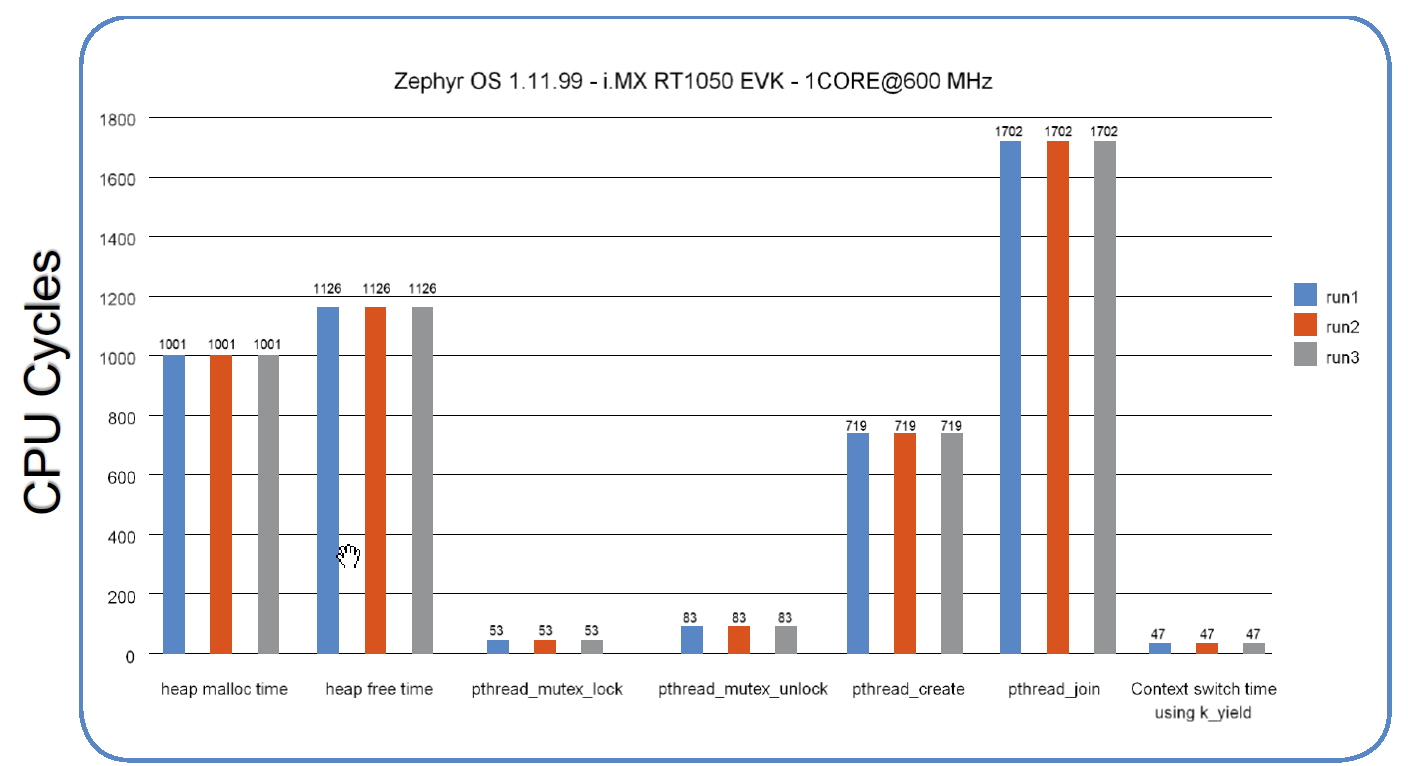 Zephyr OS 1.11.99 - i.MX RT1050 EVK - 1CORE@600 MHz
CPU Cycles
1800
1600
1400
1200
1000
800
600
400
200
0
1001 1001 1001
1126 1126 1126
53 53 53
83 83 83
719 719 719
1702 1702 1702
47 47 47
heap malloc time
heap free time
pthread_mutex_lock
pthread_mutex_unlock
pthread_create
pthread_join
Context switch time
using k_yield
run1
run2
run3